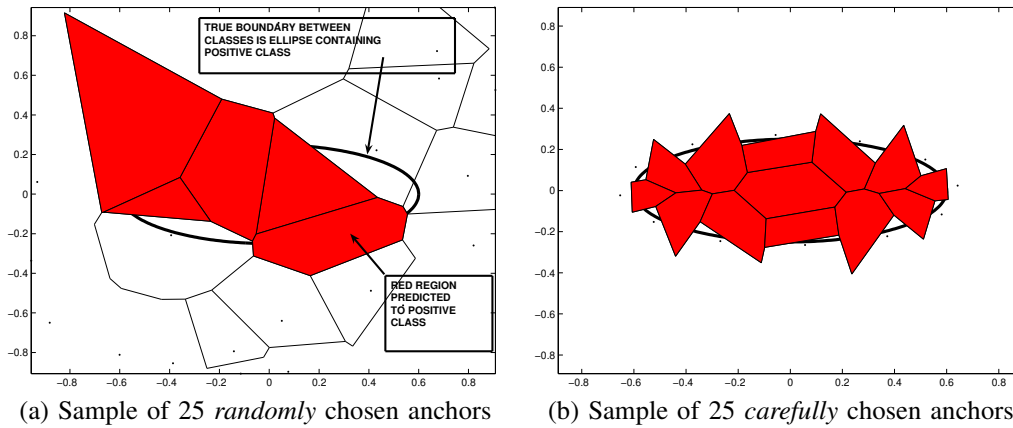 TRUE BOUNDARY BETWEEN
CLASSES IS ELLIPSE CONTAINING
POSITIVE CLASS
0.8
0.6
0.4
0.2
0
−0.2
−0.4
−0.6
−0.8
RED REGION
PREDICTED
TO POSITIVE
CLASS
−0.8 −0.6 −0.4 −0.2 0 0.2 0.4 0.6 0.8
(a) Sample of 25 randomly chosen anchors
0.8
0.6
0.4
0.2
0
−0.2
−0.4
−0.6
−0.8
−0.8 −0.6 −0.4 −0.2 0 0.2 0.4 0.6 0.8
(b) Sample of 25 carefully chosen anchors